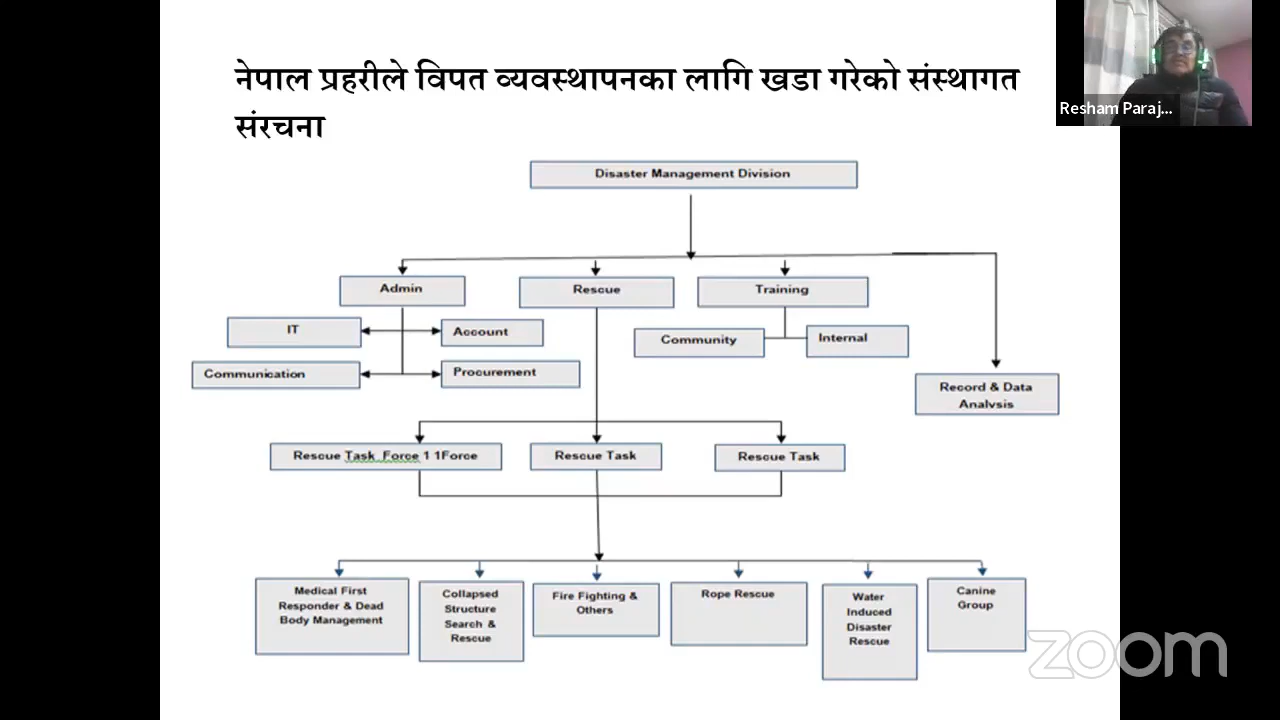 नेपाल प्रहरीले विपत व्यवस्थापनका लागि खडा गरेको संस्थागत
संरचना
Resham Paraj...
Disaster Management Division
Admin
Rescue
Training
IT
Account
Community
Internal
Communication
Procurement
Record & Data
Analysis
Rescue Task Force 1 1Force
Rescue Task
Rescue Task
Medical First
Responder & Dead
Body Management
Collapsed
Structure
Search &
Rescue
Fire Fighting &
Others
Rope Rescue
Water
Induced
Disaster
Rescue
Canine
Group
zoom